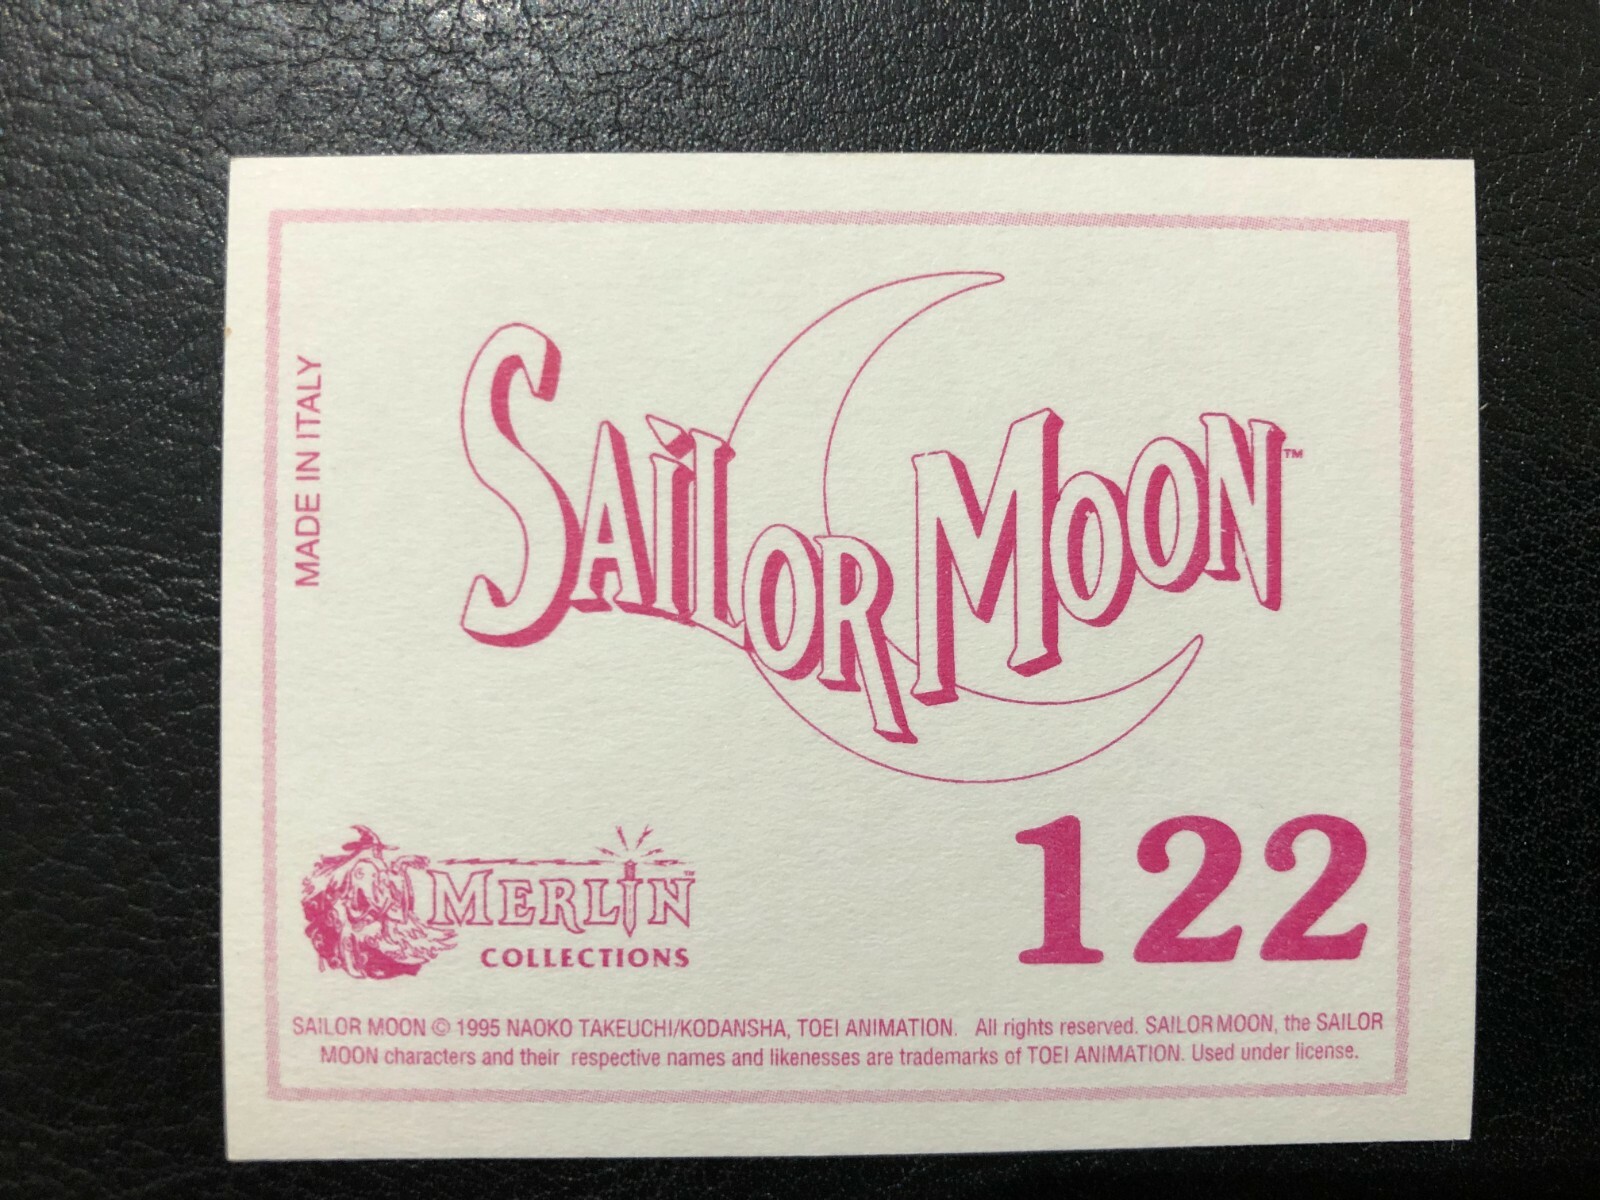 MADE IN ITALY
SAiLOR MOON™
MERLIN™
COLLECTIONS
122
SAILOR MOON © 1995 NAOKO TAKEUCHI/KODANSHA, TOEI ANIMATION. All rights reserved. SAILOR MOON, the SAILOR
MOON characters and their respective names and likenesses are trademarks of TOEI ANIMATION. Used under license.